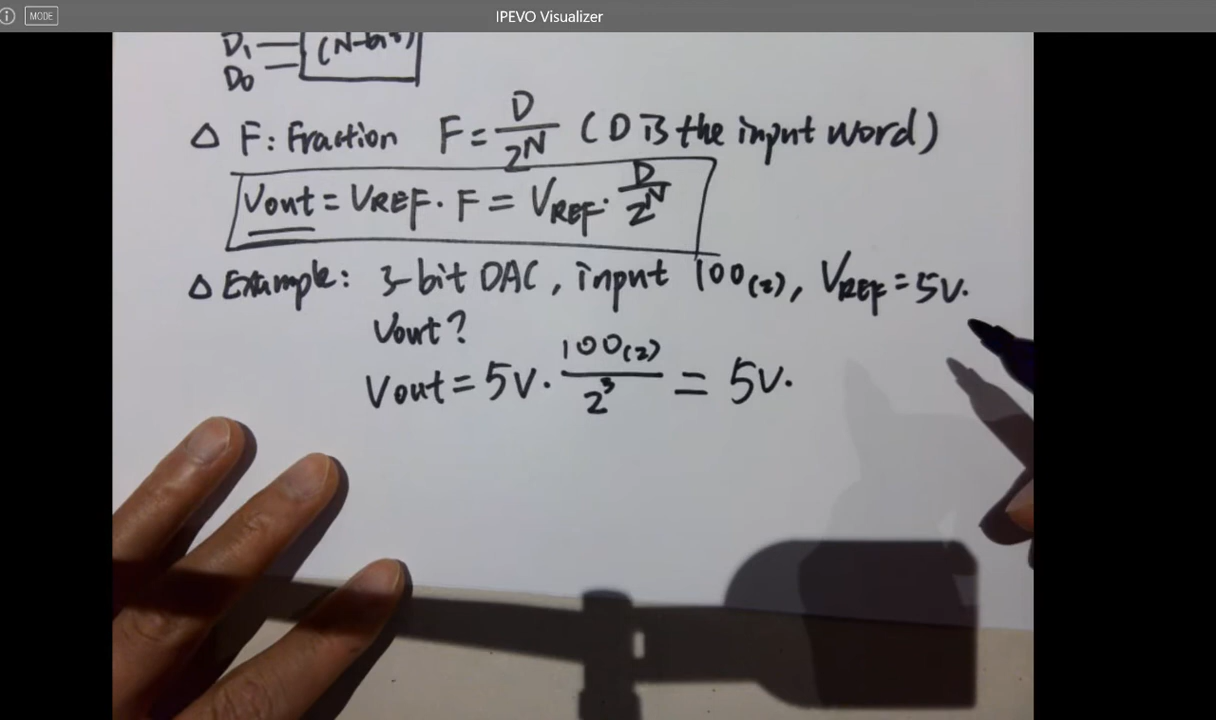 MODE IPEVO Visualizer
D₁ (N-bits)
D₀
△ F: Fraction F = D/2^N (D is the input word)
Vout = VREF · F = VREF · D/2^N
△ Example: 3-bit DAC, input 100(2), VREF = 5V.
Vout?
Vout = 5V · 100(2)/2^3 = 5V.